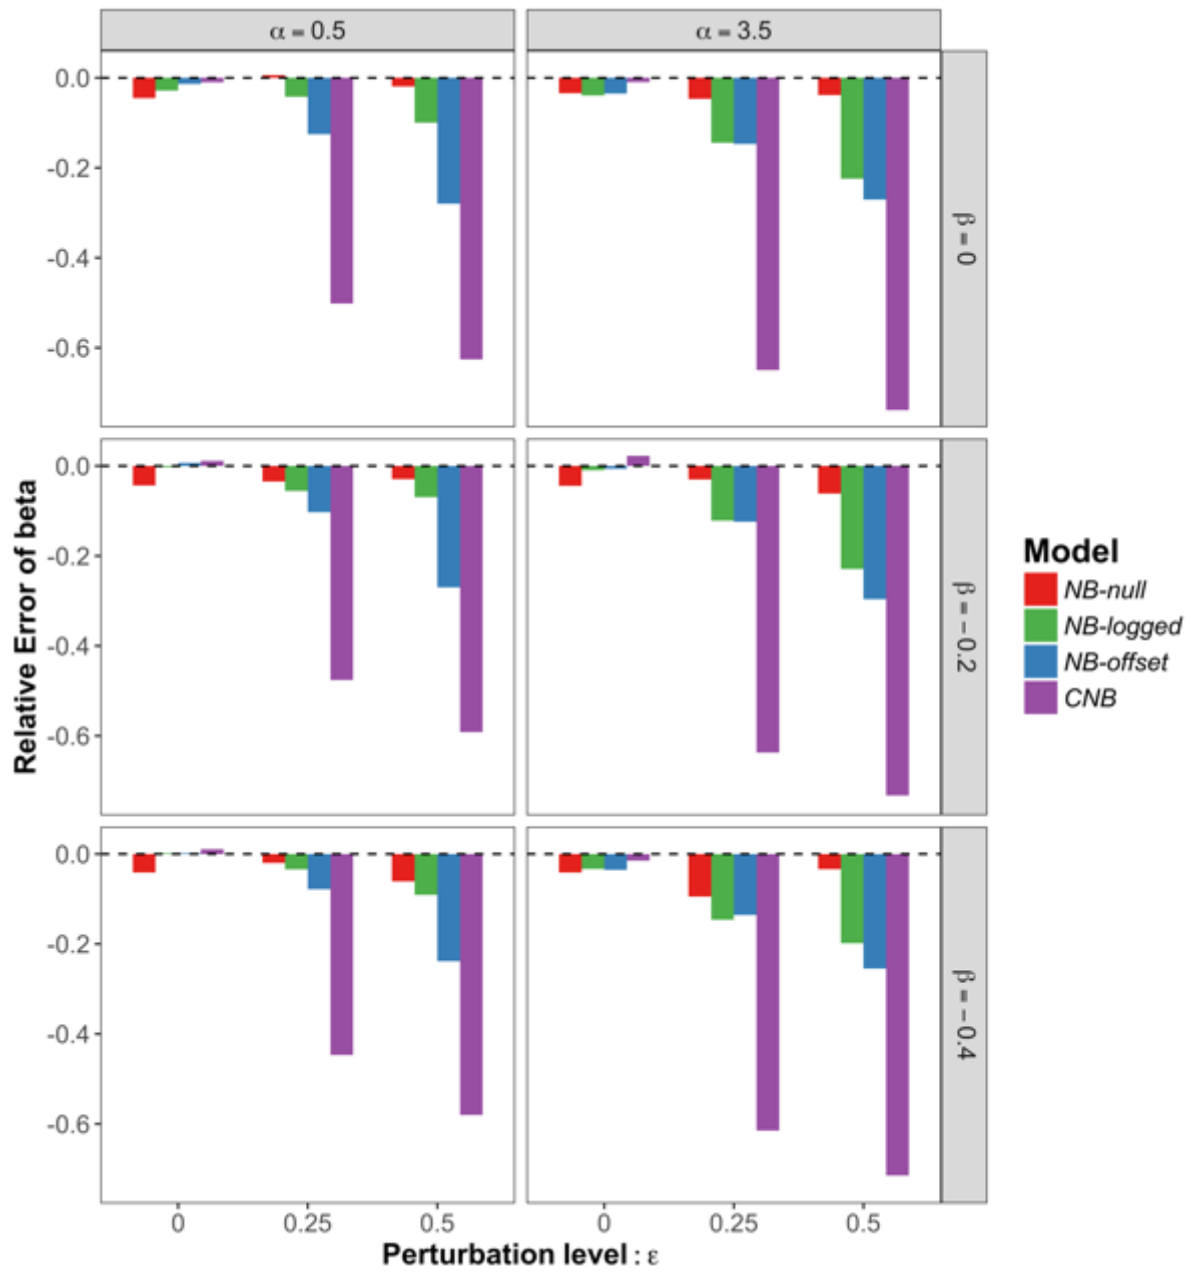 α = 0.5
α = 3.5
0.0
-0.2
-0.4
-0.6
β = 0
0.0
-0.2
-0.4
-0.6
β = − 0.2
0.0
-0.2
-0.4
-0.6
β = − 0.4
Relative Error of beta
0 0.25 0.5
0 0.25 0.5
Perturbation level : ε
Model
NB-null
NB-logged
NB-offset
CNB